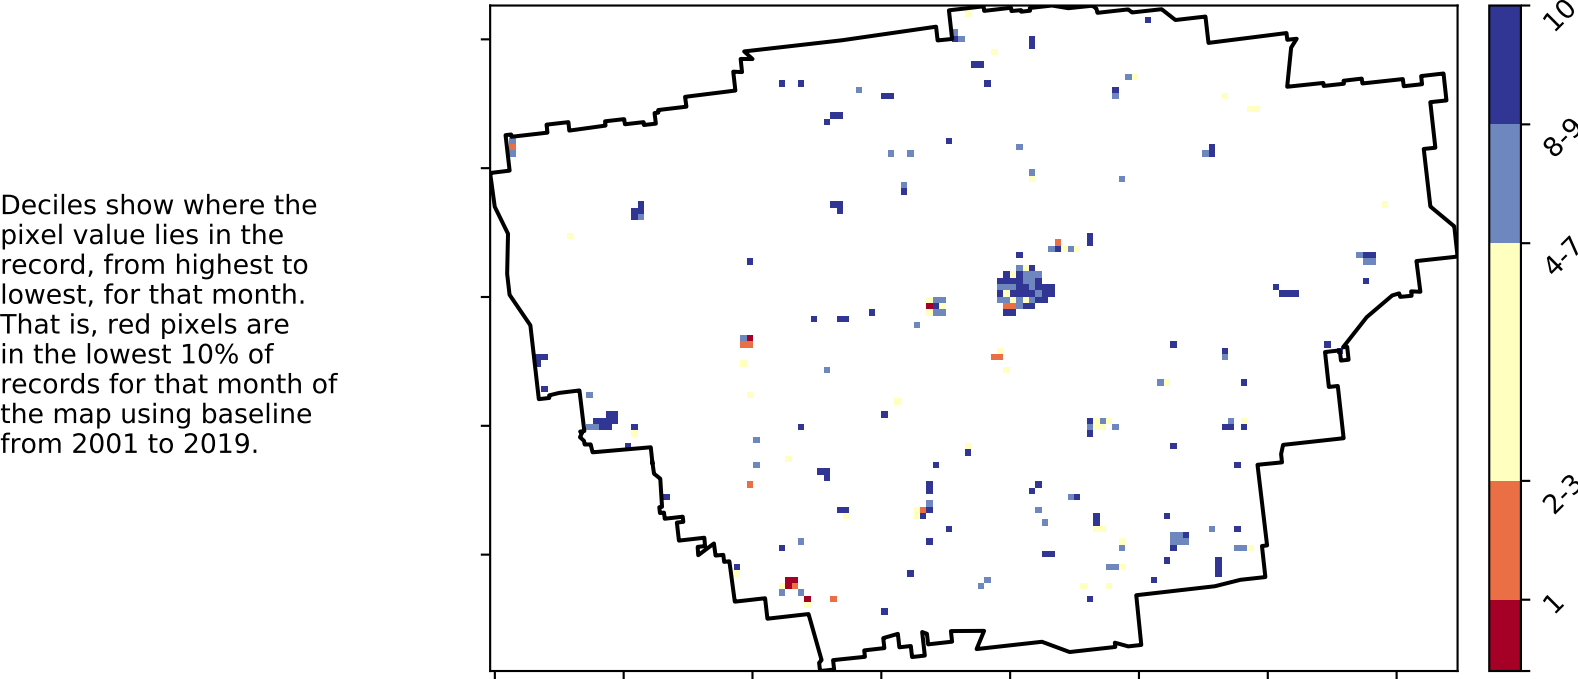 Deciles show where the
pixel value lies in the
record, from highest to
lowest, for that month.
That is, red pixels are
in the lowest 10% of
records for that month of
the map using baseline
from 2001 to 2019.
10
8-9
4-7
2-3
1